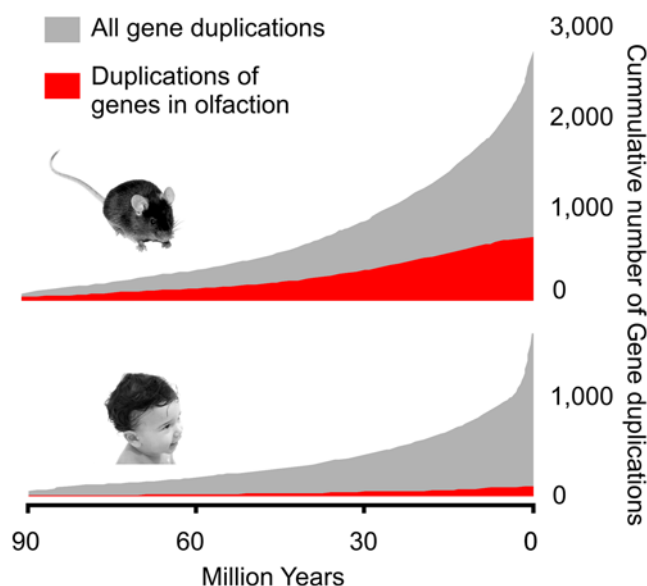 All gene duplications
Duplications of
genes in olfaction
3,000
2,000
1,000
0
1,000
0
Cummulative number of Gene duplications
90
60
30
0
Million Years